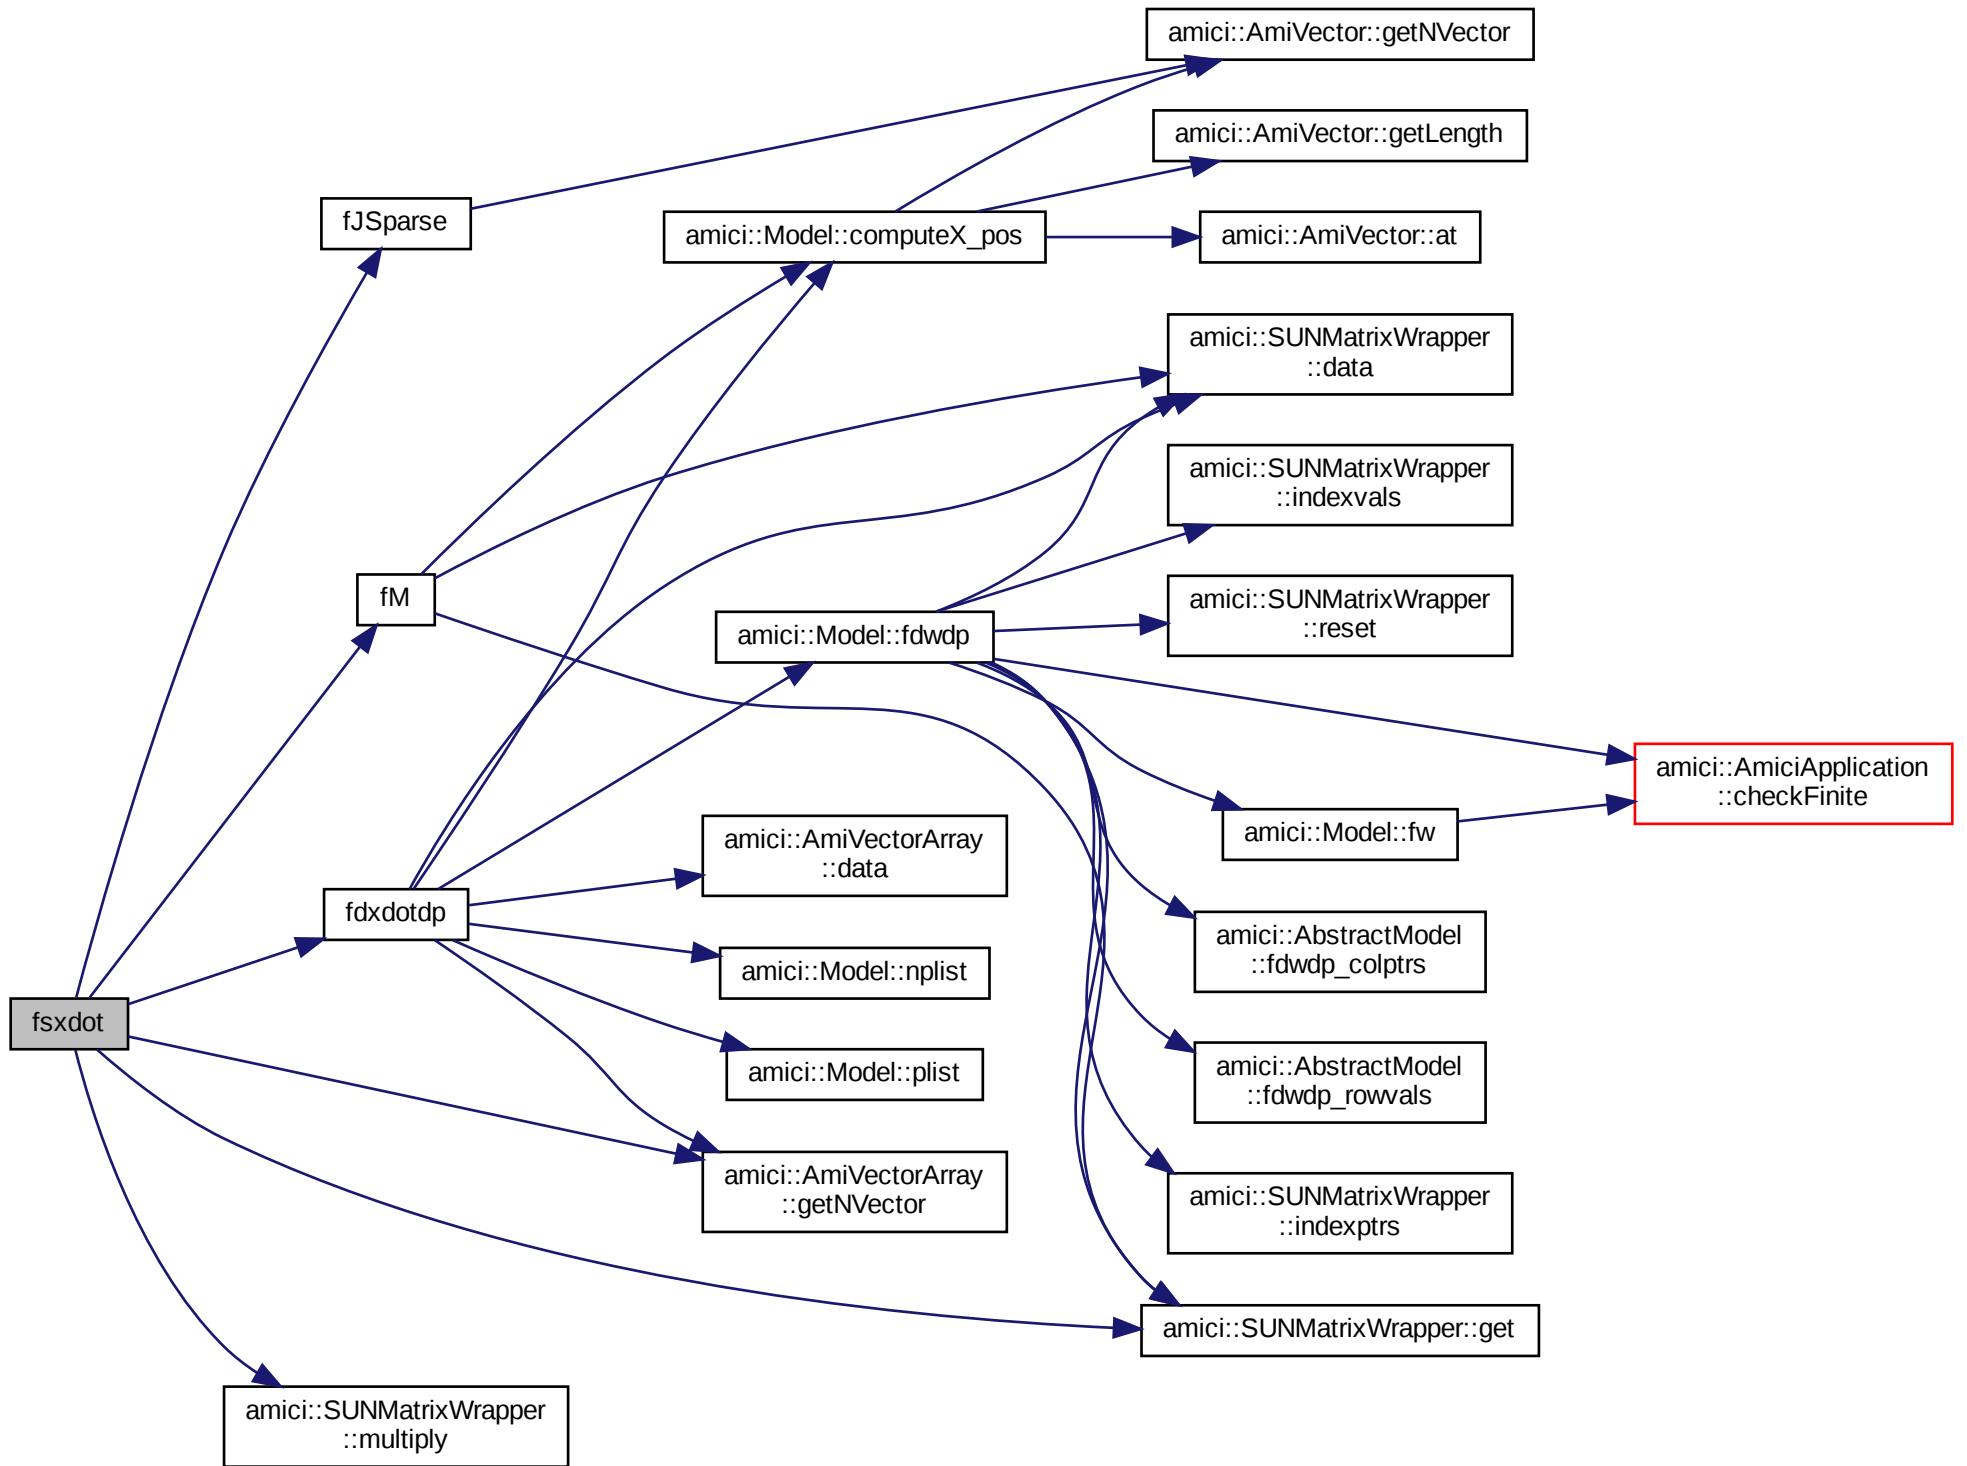 amici::AmiVector::getNVector
amici::AmiVector::getLength
fJSparse
amici::Model::computeX_pos
amici::AmiVector::at
amici::SUNMatrixWrapper
::data
amici::SUNMatrixWrapper
::indexvals
fM
amici::Model::fdwdp
amici::SUNMatrixWrapper
::reset
amici::AmiciApplication
::checkFinite
amici::Model::fw
amici::AmiVectorArray
::data
fdxdotdp
amici::AbstractModel
::fdwdp_colptrs
amici::Model::nplist
fsxdot
amici::Model::plist
amici::AbstractModel
::fdwdp_rowvals
amici::AmiVectorArray
::getNVector
amici::SUNMatrixWrapper
::indexptrs
amici::SUNMatrixWrapper::get
amici::SUNMatrixWrapper
::multiply